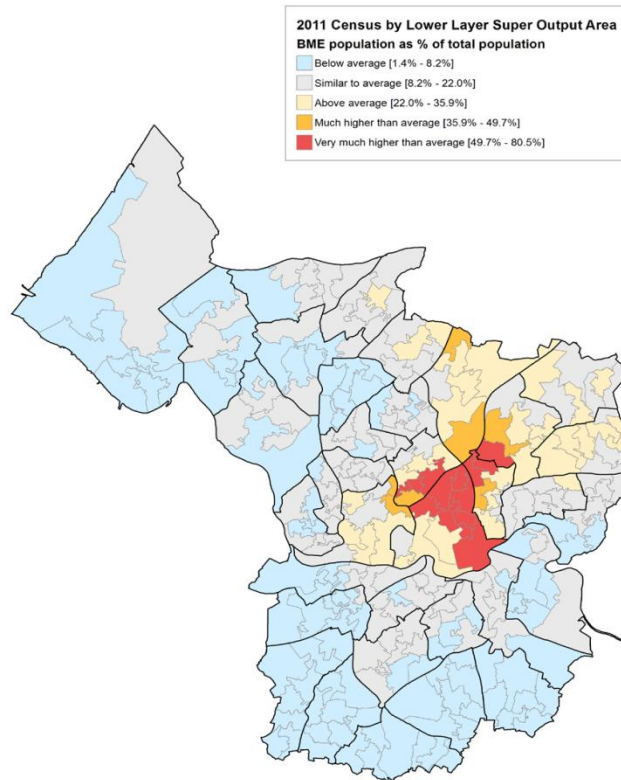 2011 Census by Lower Layer Super Output Area
BME population as % of total population
Below average [1.4% - 8.2%]
Similar to average [8.2% - 22.0%]
Above average [22.0% - 35.9%]
Much higher than average [35.9% - 49.7%]
Very much higher than average [49.7% - 80.5%]